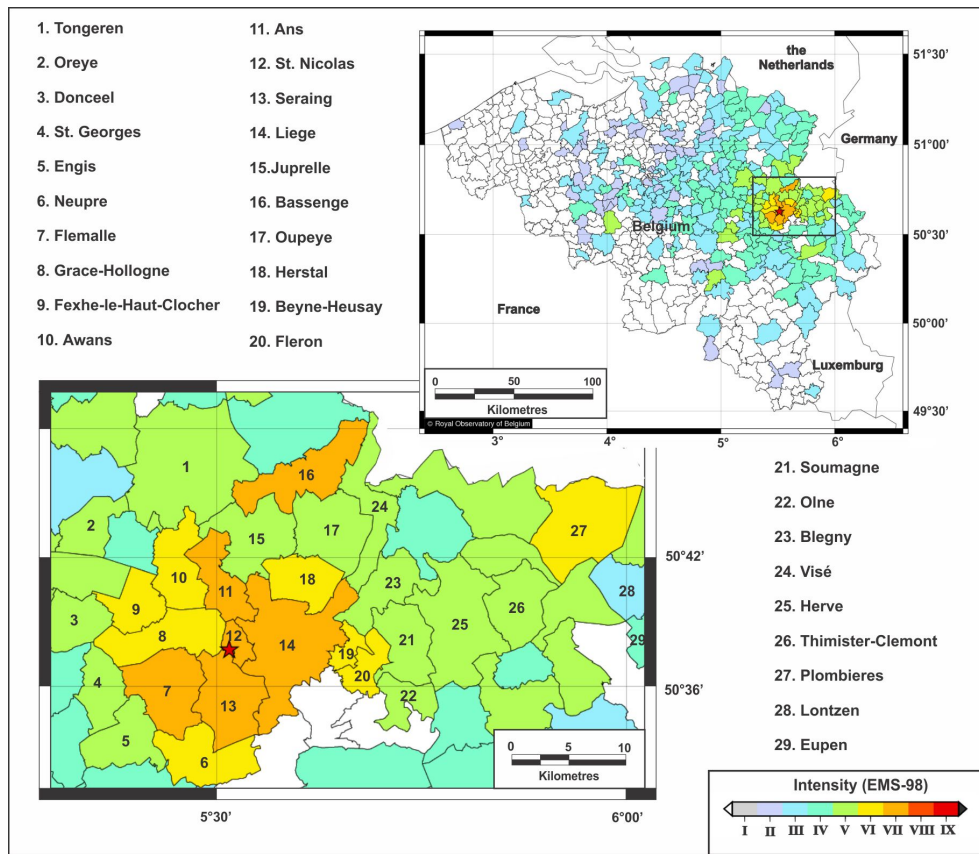 1. Tongeren
2. Oreye
3. Donceel
4. St. Georges
5. Engis
6. Neupre
7. Flemalle
8. Grace-Hollogne
9. Fexhe-le-Haut-Clocher
10. Awans
11. Ans
12. St. Nicolas
13. Seraing
14. Liege
15.Juprelle
16. Bassenge
17. Oupeye
18. Herstal
19. Beyne-Heusay
20. Fleron
the
Netherlands
Germany
Belgium
France
Luxemburg
51°30’
51°00’
50°30’
50°00’
49°30’
0 50 100
Kilometres
© Royal Observatory of Belgium
3° 4° 5° 6°
1
16
24
2
15
17
27
10
18
23
11
28
9
26
3
8
12
14
21
25
29
19
20
4
7
22
13
5
6
50°42’
50°36’
0 5 10
Kilometres
5°30’ 6°00’
21. Soumagne
22. Olne
23. Blegny
24. Visé
25. Herve
26. Thimister-Clemont
27. Plombieres
28. Lontzen
29. Eupen
Intensity (EMS-98)
I II III IV V VI VII VIII IX